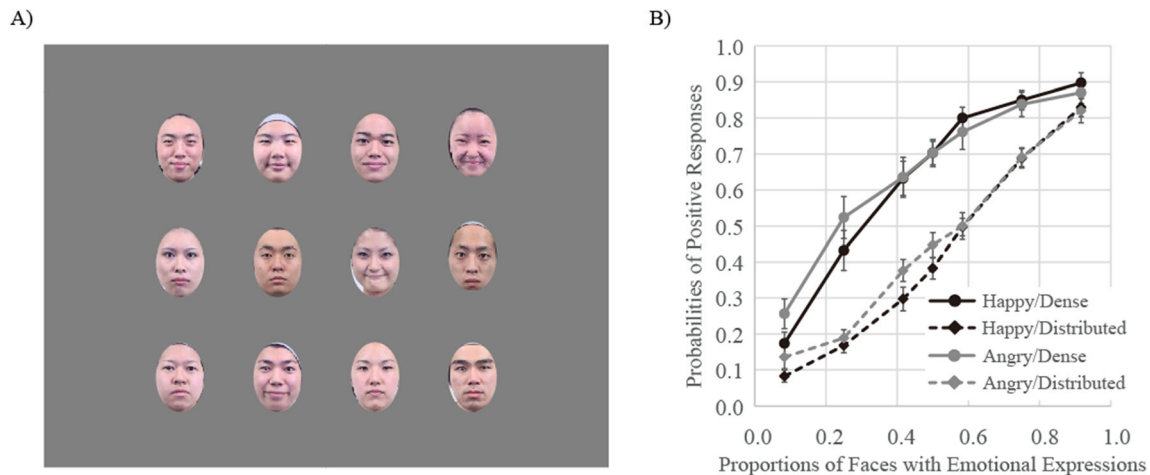 A)
B)
Probabilities of Positive Responses
1.0
0.9
0.8
0.7
0.6
0.5
0.4
0.3
0.2
0.1
0.0
Happy/Dense
Happy/Distributed
Angry/Dense
Angry/Distributed
0.0 0.2 0.4 0.6 0.8 1.0
Proportions of Faces with Emotional Expressions